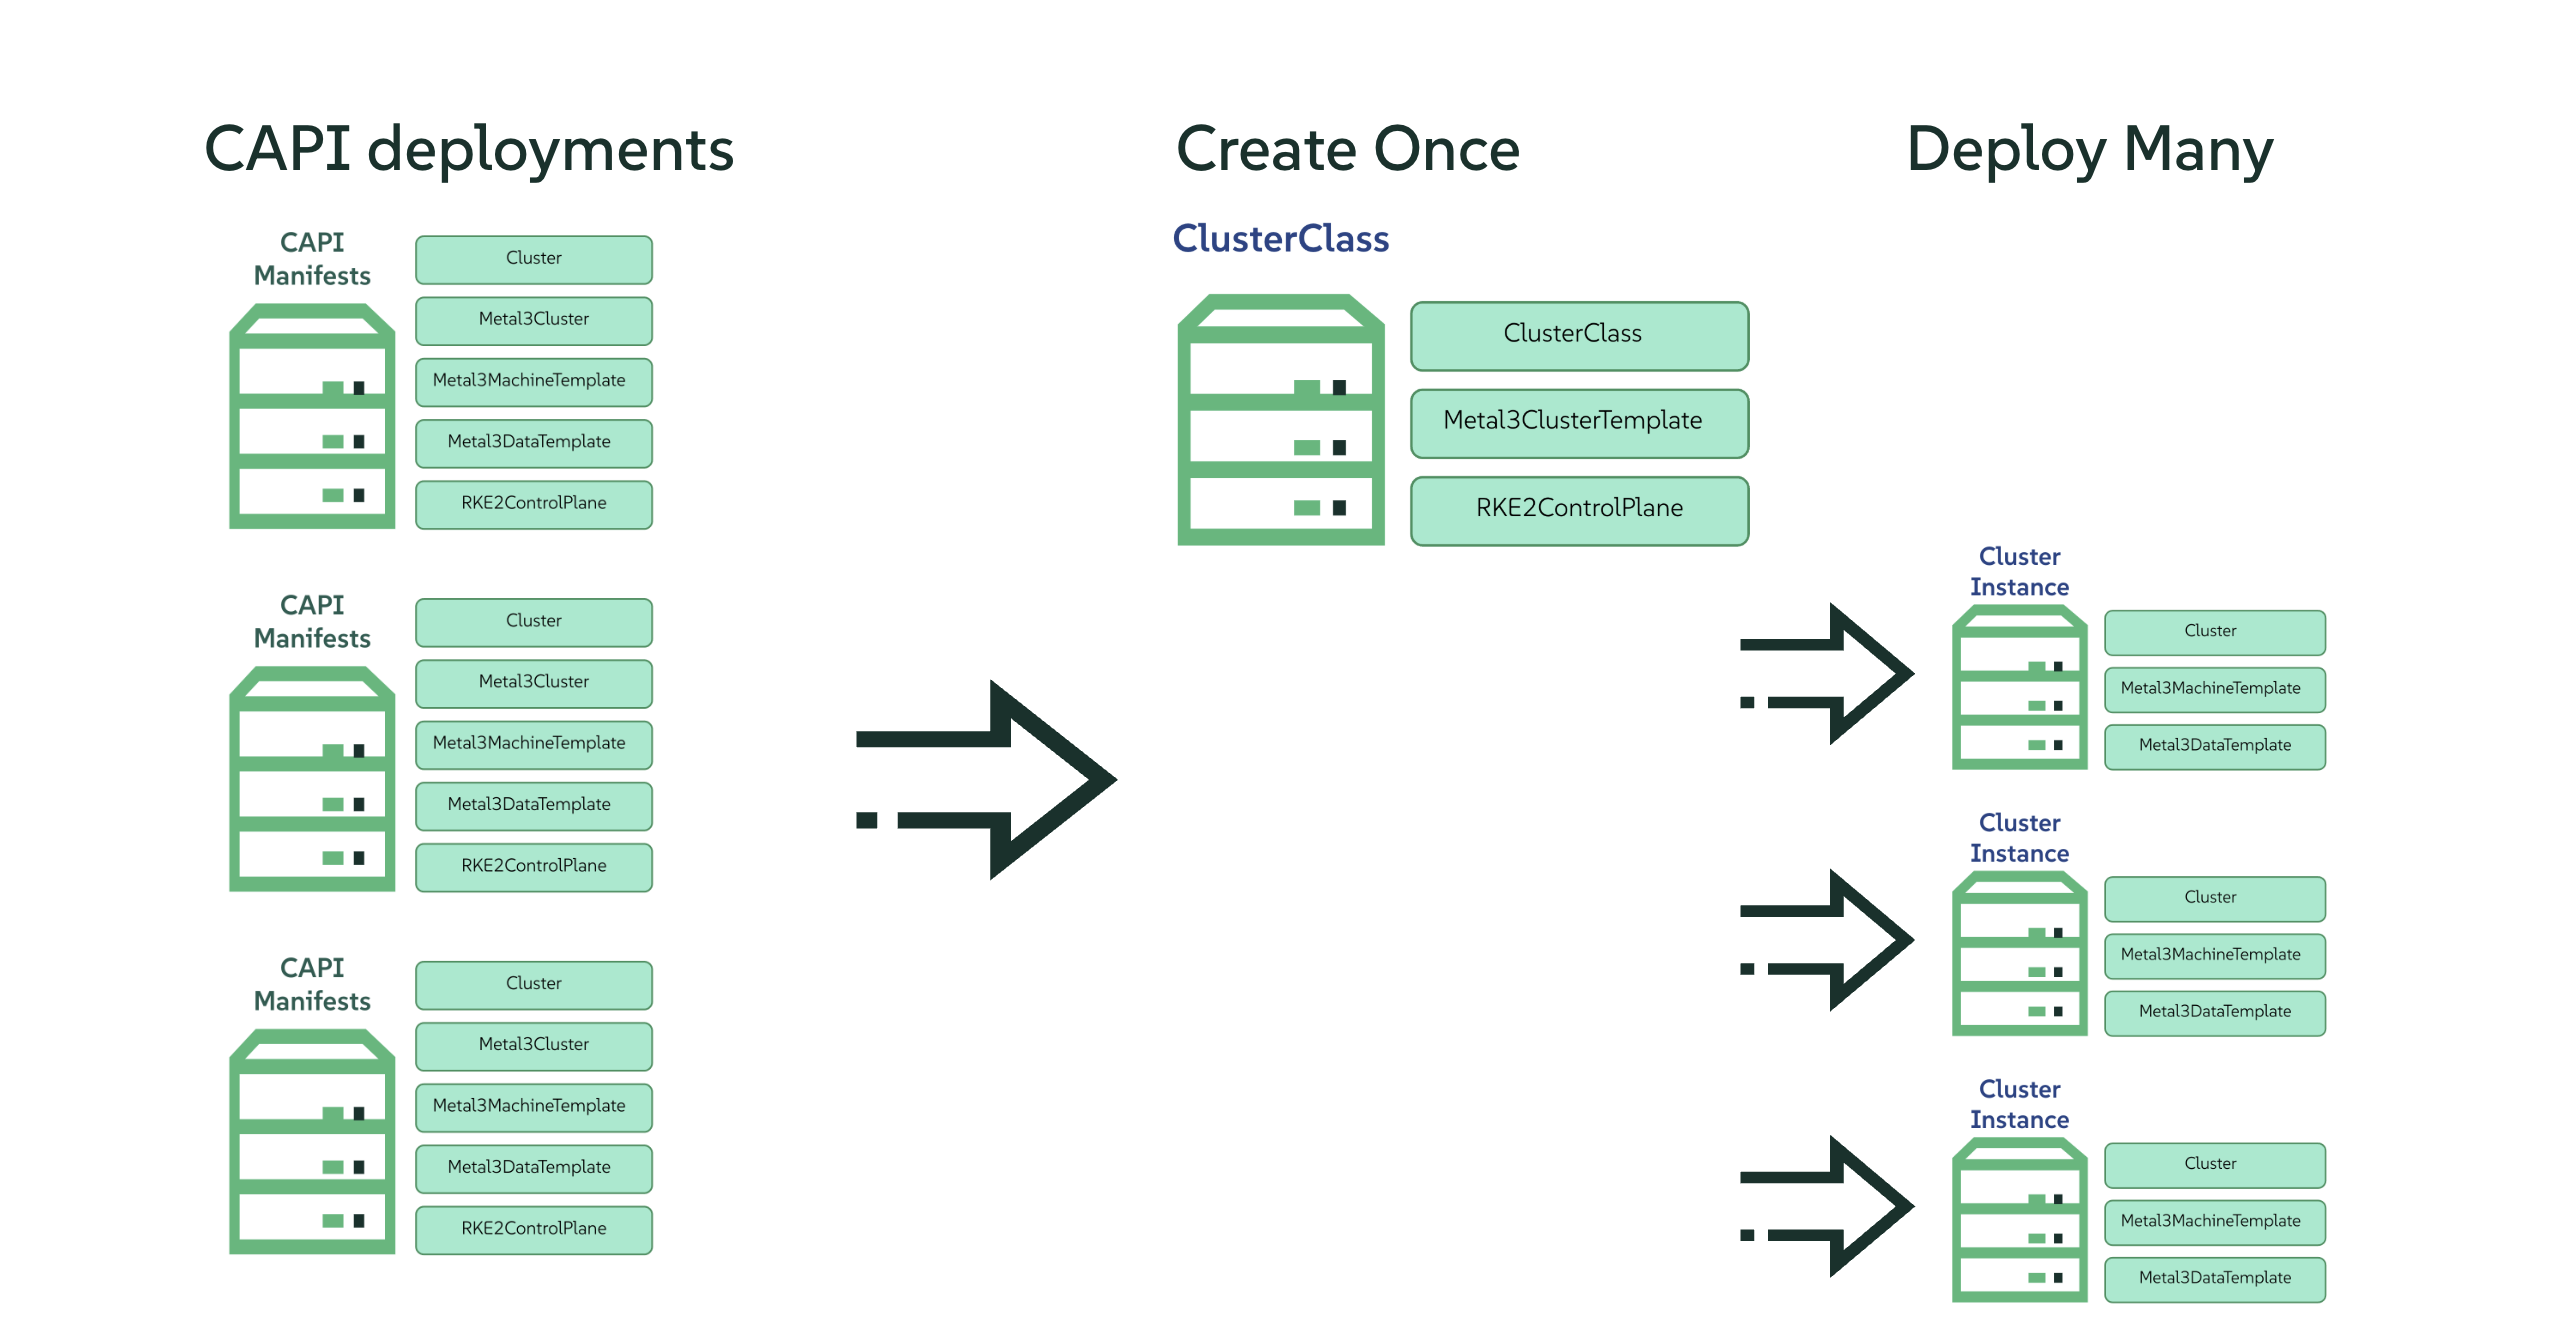 CAPI deployments
CAPI
Manifests
Cluster
Metal3Cluster
Metal3MachineTemplate
Metal3DataTemplate
RKE2ControlPlane
CAPI
Manifests
Cluster
Metal3Cluster
Metal3MachineTemplate
Metal3DataTemplate
RKE2ControlPlane
CAPI
Manifests
Cluster
Metal3Cluster
Metal3MachineTemplate
Metal3DataTemplate
RKE2ControlPlane
Create Once
ClusterClass
ClusterClass
Metal3ClusterTemplate
RKE2ControlPlane
Deploy Many
Cluster
Instance
Cluster
Metal3MachineTemplate
Metal3DataTemplate
Cluster
Instance
Cluster
Metal3MachineTemplate
Metal3DataTemplate
Cluster
Instance
Cluster
Metal3MachineTemplate
Metal3DataTemplate